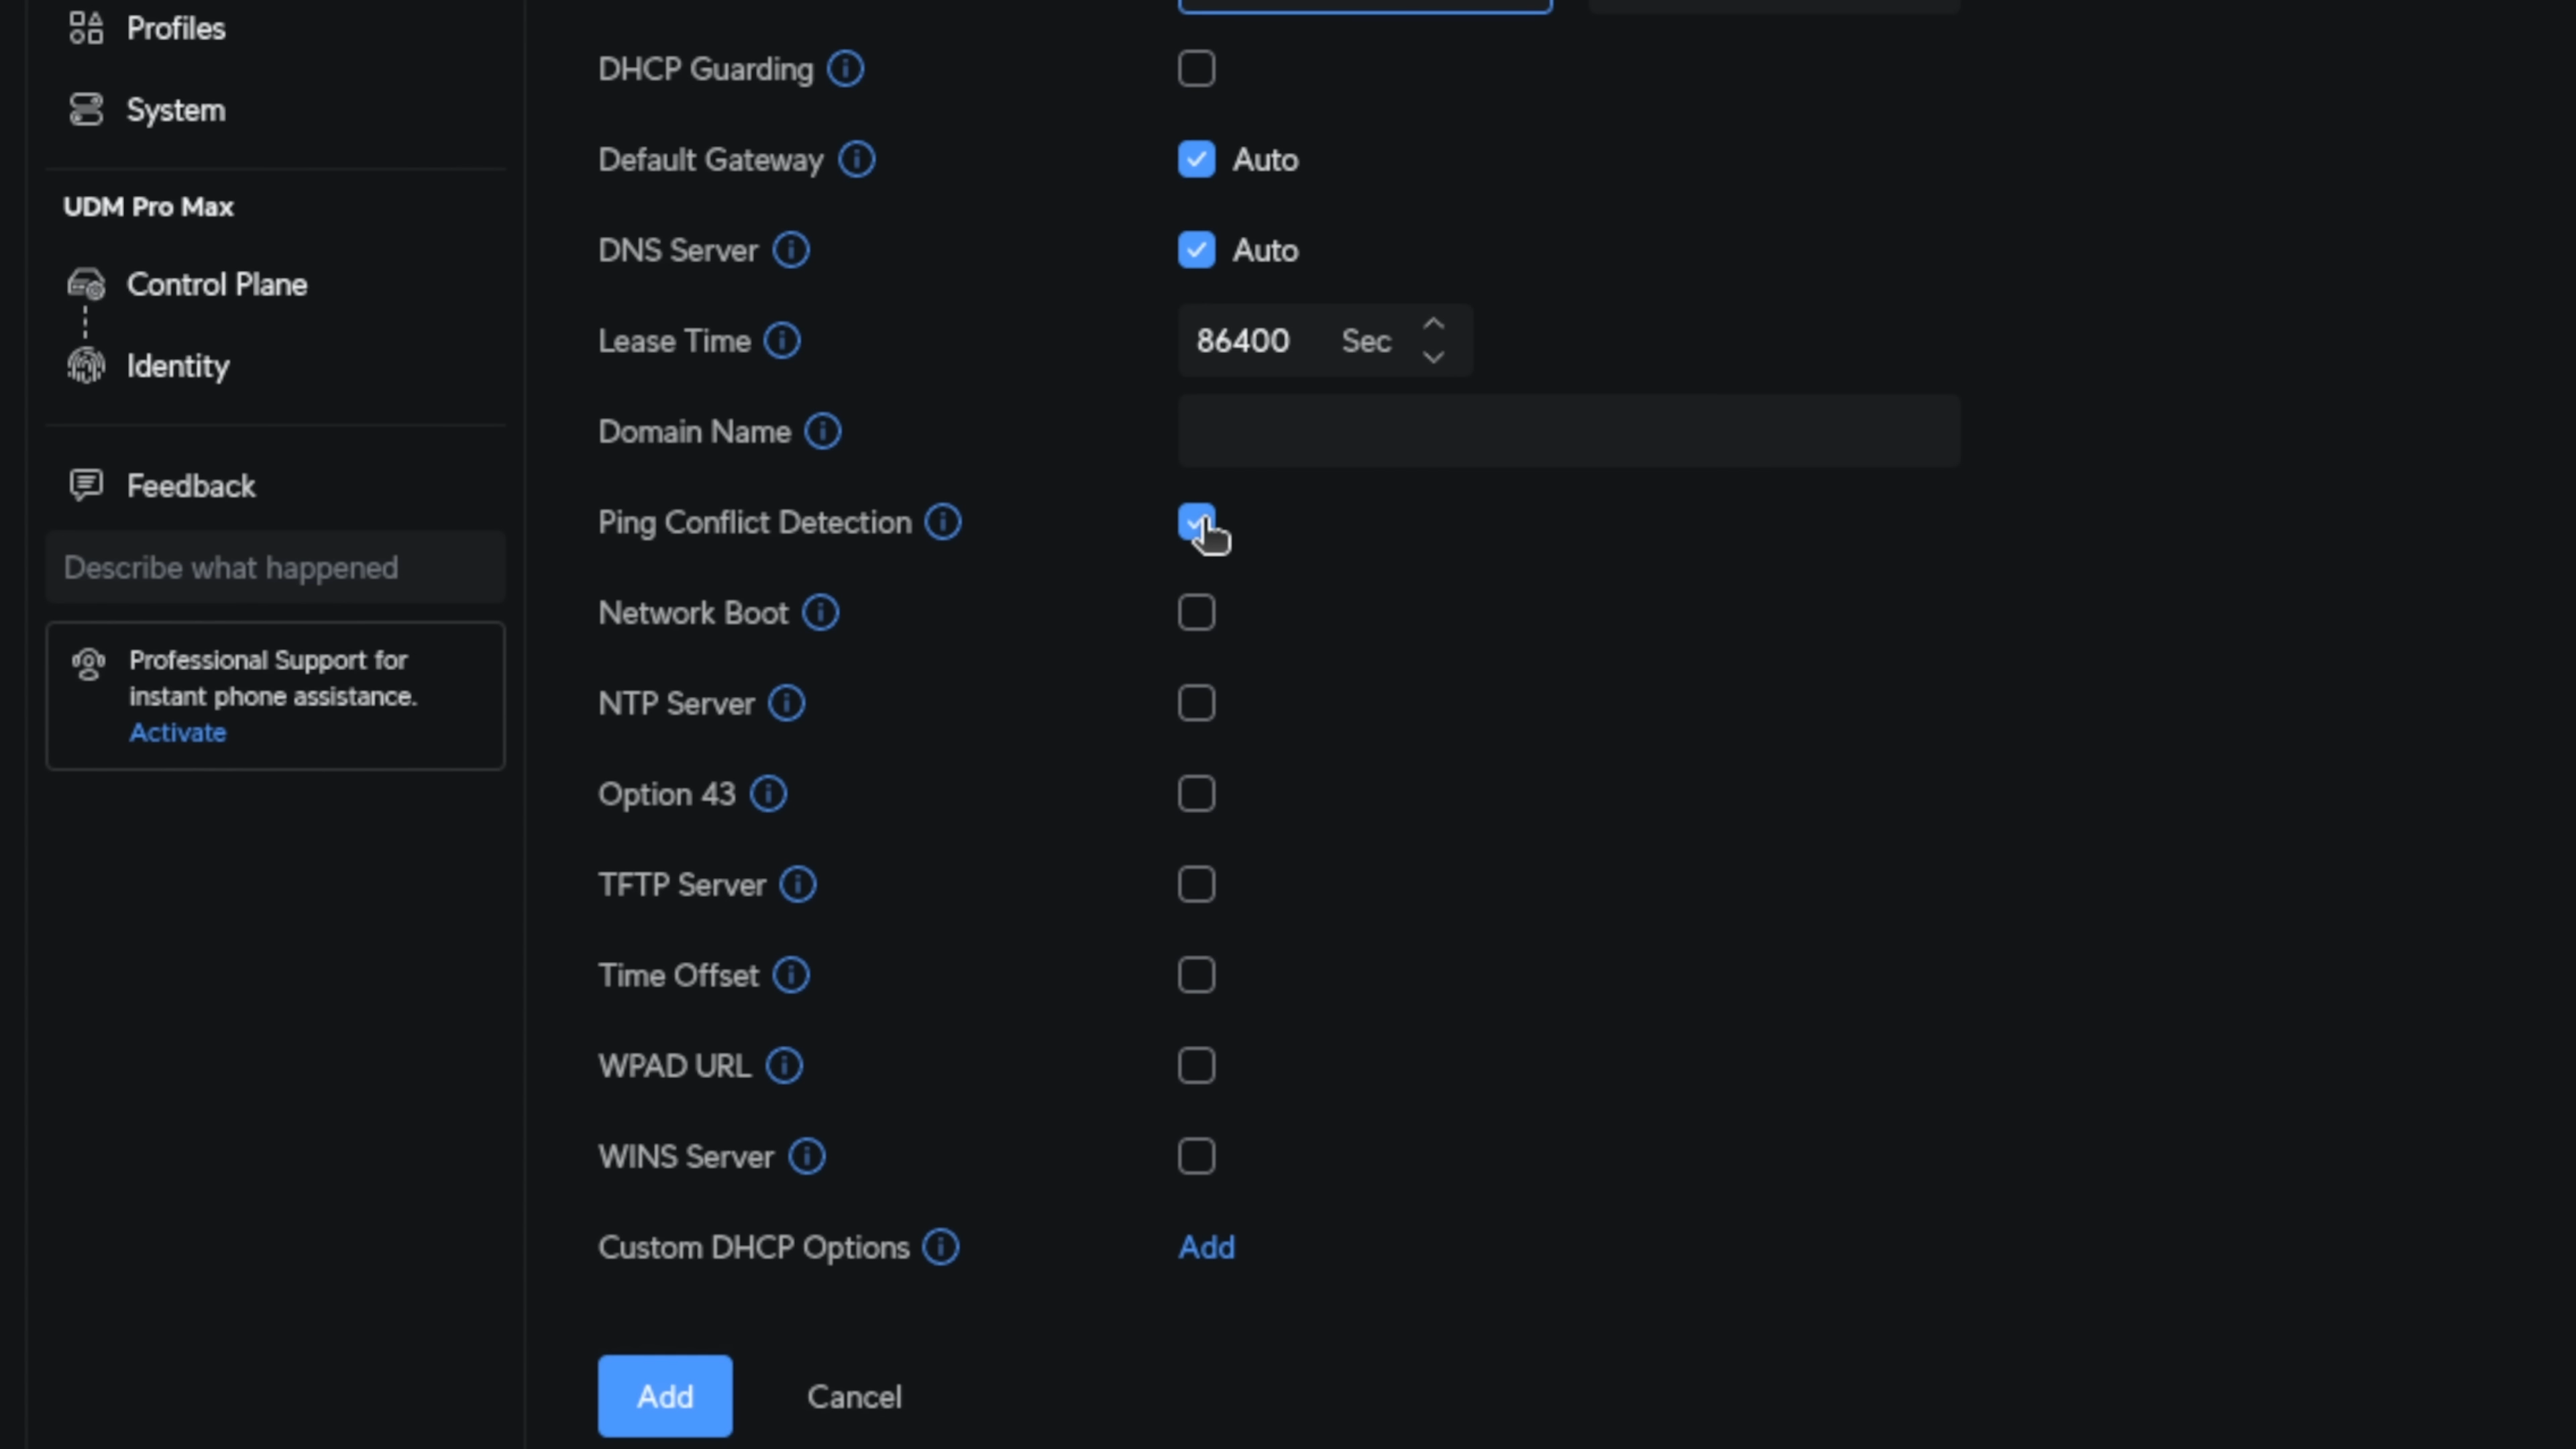 Profiles
System
UDM Pro Max
Control Plane
Identity
Feedback
Describe what happened
Professional Support for
instant phone assistance.
Activate
DHCP Guarding
Default Gateway Auto
DNS Server Auto
Lease Time 86400 Sec
Domain Name
Ping Conflict Detection
Network Boot
NTP Server
Option 43
TFTP Server
Time Offset
WPAD URL
WINS Server
Custom DHCP Options Add
Add Cancel